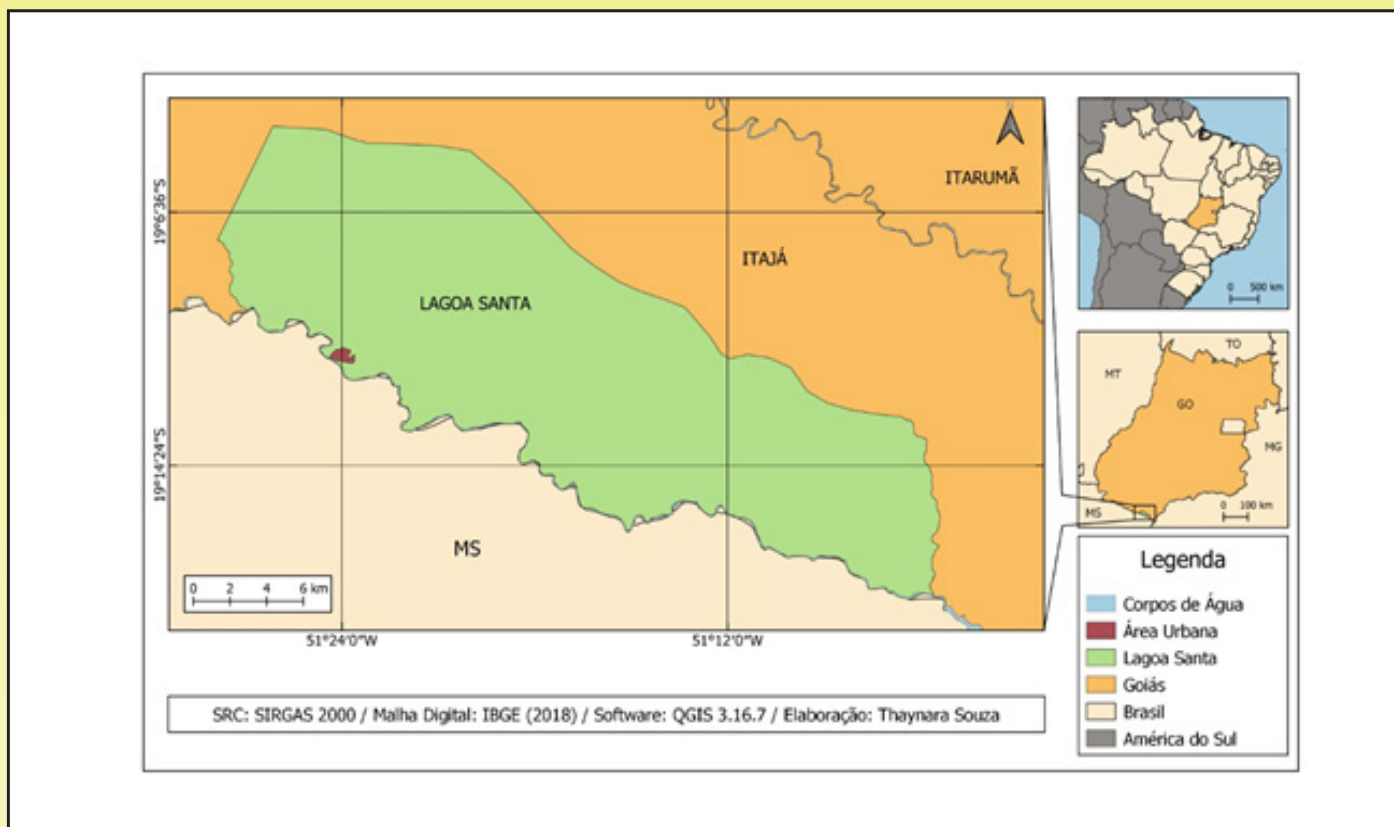 ITARUMÃ
ITAJÁ
LAGOA SANTA
MS
19°6'36"S
19°14'24"S
0 2 4 6 km
51°24'0"W
51°12'0"W
0 500 km
TO
MT
GO
MG
MS
0 100 km
Legenda
Corpos de Água
Área Urbana
Lagoa Santa
Goiás
Brasil
América do Sul
SRC: SIRGAS 2000 / Malha Digital: IBGE (2018) / Software: QGIS 3.16.7 / Elaboração: Thaynara Souza